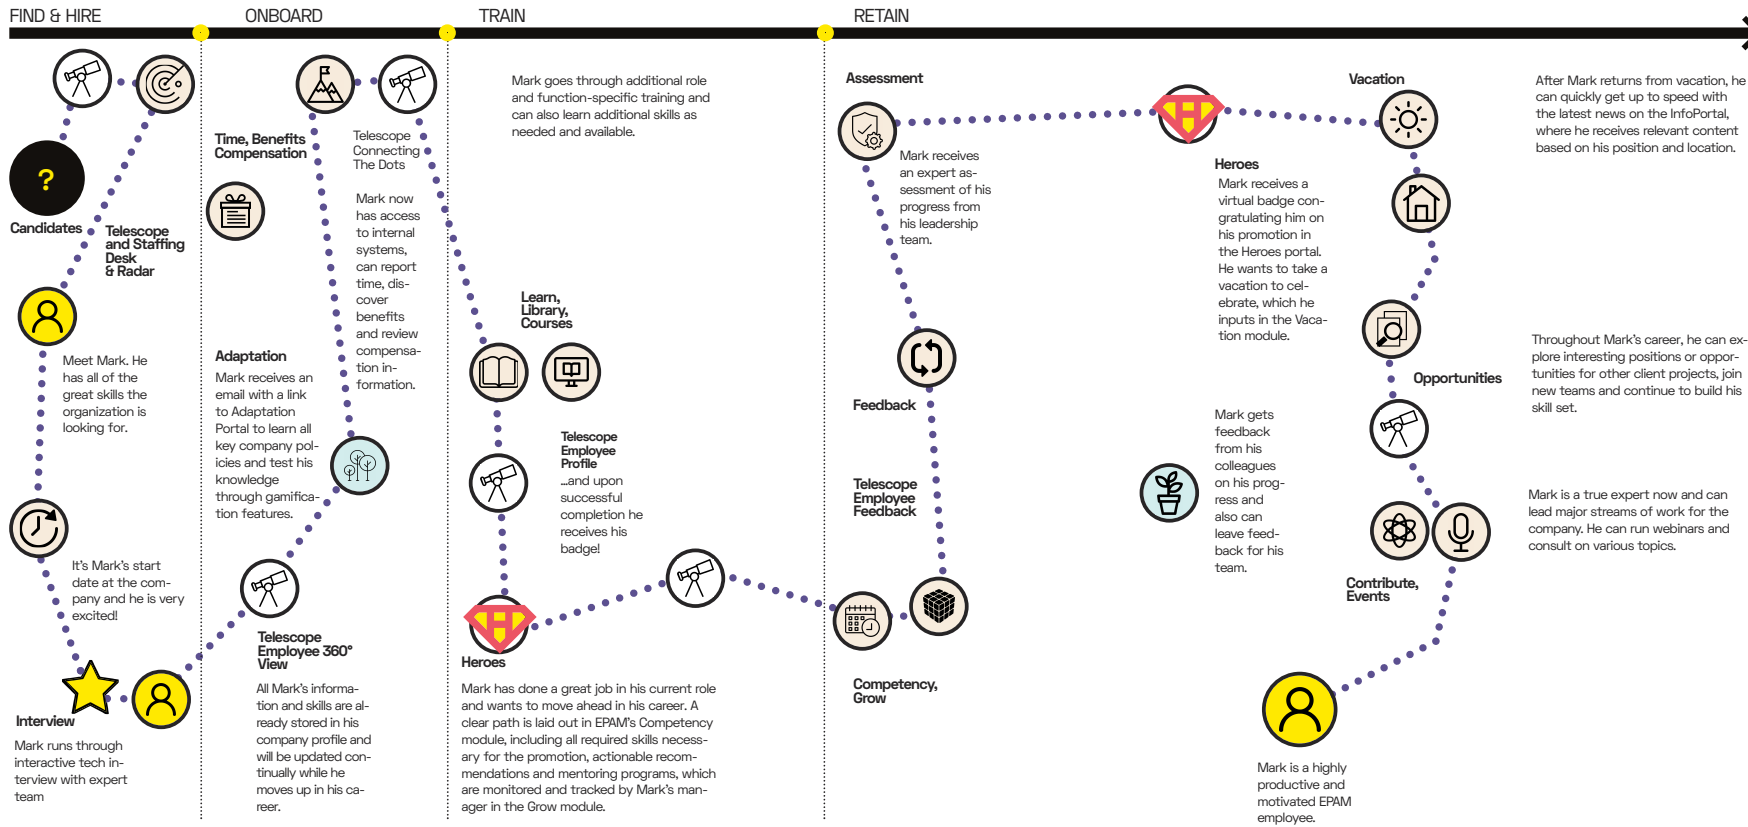 FIND & HIRE
ONBOARD
TRAIN
RETAIN
?
Candidates
Telescope
and Staffing
Desk
& Radar
Meet Mark. He
has all of the
great skills the
organization is
looking for.
It's Mark's start
date at the com-
pany and he is very
excited!
Interview
Mark runs through
interactive tech in-
terview with expert
team
Time, Benefits
Compensation
Adaptation
Mark receives an
email with a link
to Adaptation
Portal to learn all
key company pol-
icies and test his
knowledge
through gamifica-
tion features.
Telescope
Employee 360°
View
All Mark's informa-
tion and skills are al-
ready stored in his
company profile and
will be updated con-
tinually while he
moves up in his ca-
reer.
Telescope
Connecting
The Dots
Mark now
has access
to internal
systems,
can report
time, dis-
cover
benefits
and review
compensa-
tion in-
formation.
Mark goes through additional role
and function-specific training and
can also learn additional skills as
needed and available.
Learn,
Library,
Courses
Telescope
Employee
Profile
...and upon
successful
completion he
receives his
badge!
H
Heroes
Mark has done a great job in his current role
and wants to move ahead in his career. A
clear path is laid out in EPAM's Competency
module, including all required skills necess-
ary for the promotion, actionable recom-
mendations and mentoring programs, which
are monitored and tracked by Mark's man-
ager in the Grow module.
Assessment
Mark receives
an expert as-
sessment of his
progress from
his leadership
team.
Feedback
Telescope
Employee
Feedback
Competency,
Grow
H
Heroes
Mark receives a
virtual badge con-
gratulating him on
his promotion in
the Heroes portal.
He wants to take a
vacation to cel-
ebrate, which he
inputs in the Vaca-
tion module.
Mark gets
feedback
from his
colleagues
on his prog-
ress and
also can
leave feed-
back for his
team.
Vacation
After Mark returns from vacation, he
can quickly get up to speed with
the latest news on the InfoPortal,
where he receives relevant content
based on his position and location.
Opportunities
Throughout Mark's career, he can ex-
plore interesting positions or oppor-
tunities for other client projects, join
new teams and continue to build his
skill set.
Contribute,
Events
Mark is a true expert now and can
lead major streams of work for the
company. He can run webinars and
consult on various topics.
Mark is a highly
productive and
motivated EPAM
employee.